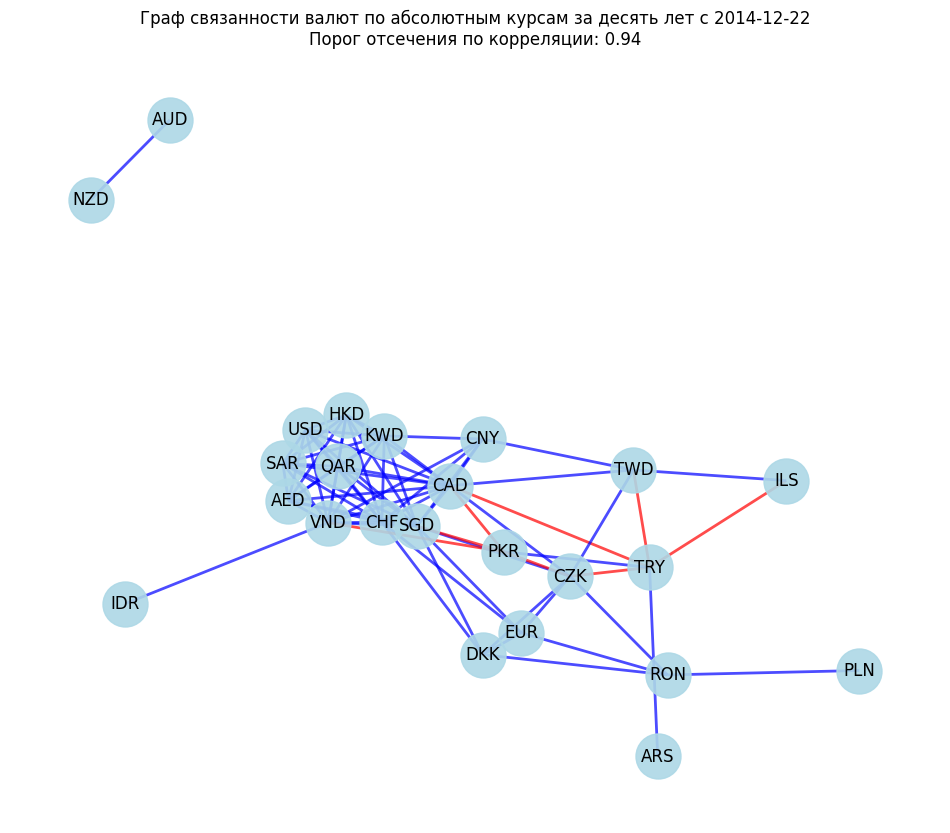 Граф связанности валют по абсолютным курсам за десять лет с 2014-12-22
Порог отсечения по корреляции: 0.94
AUD
NZD
HKD
USD
KWD
CNY
SAR
QAR
TWD
ILS
CAD
AED
VND
CHF
SGD
PKR
TRY
CZK
IDR
EUR
DKK
PLN
RON
ARS